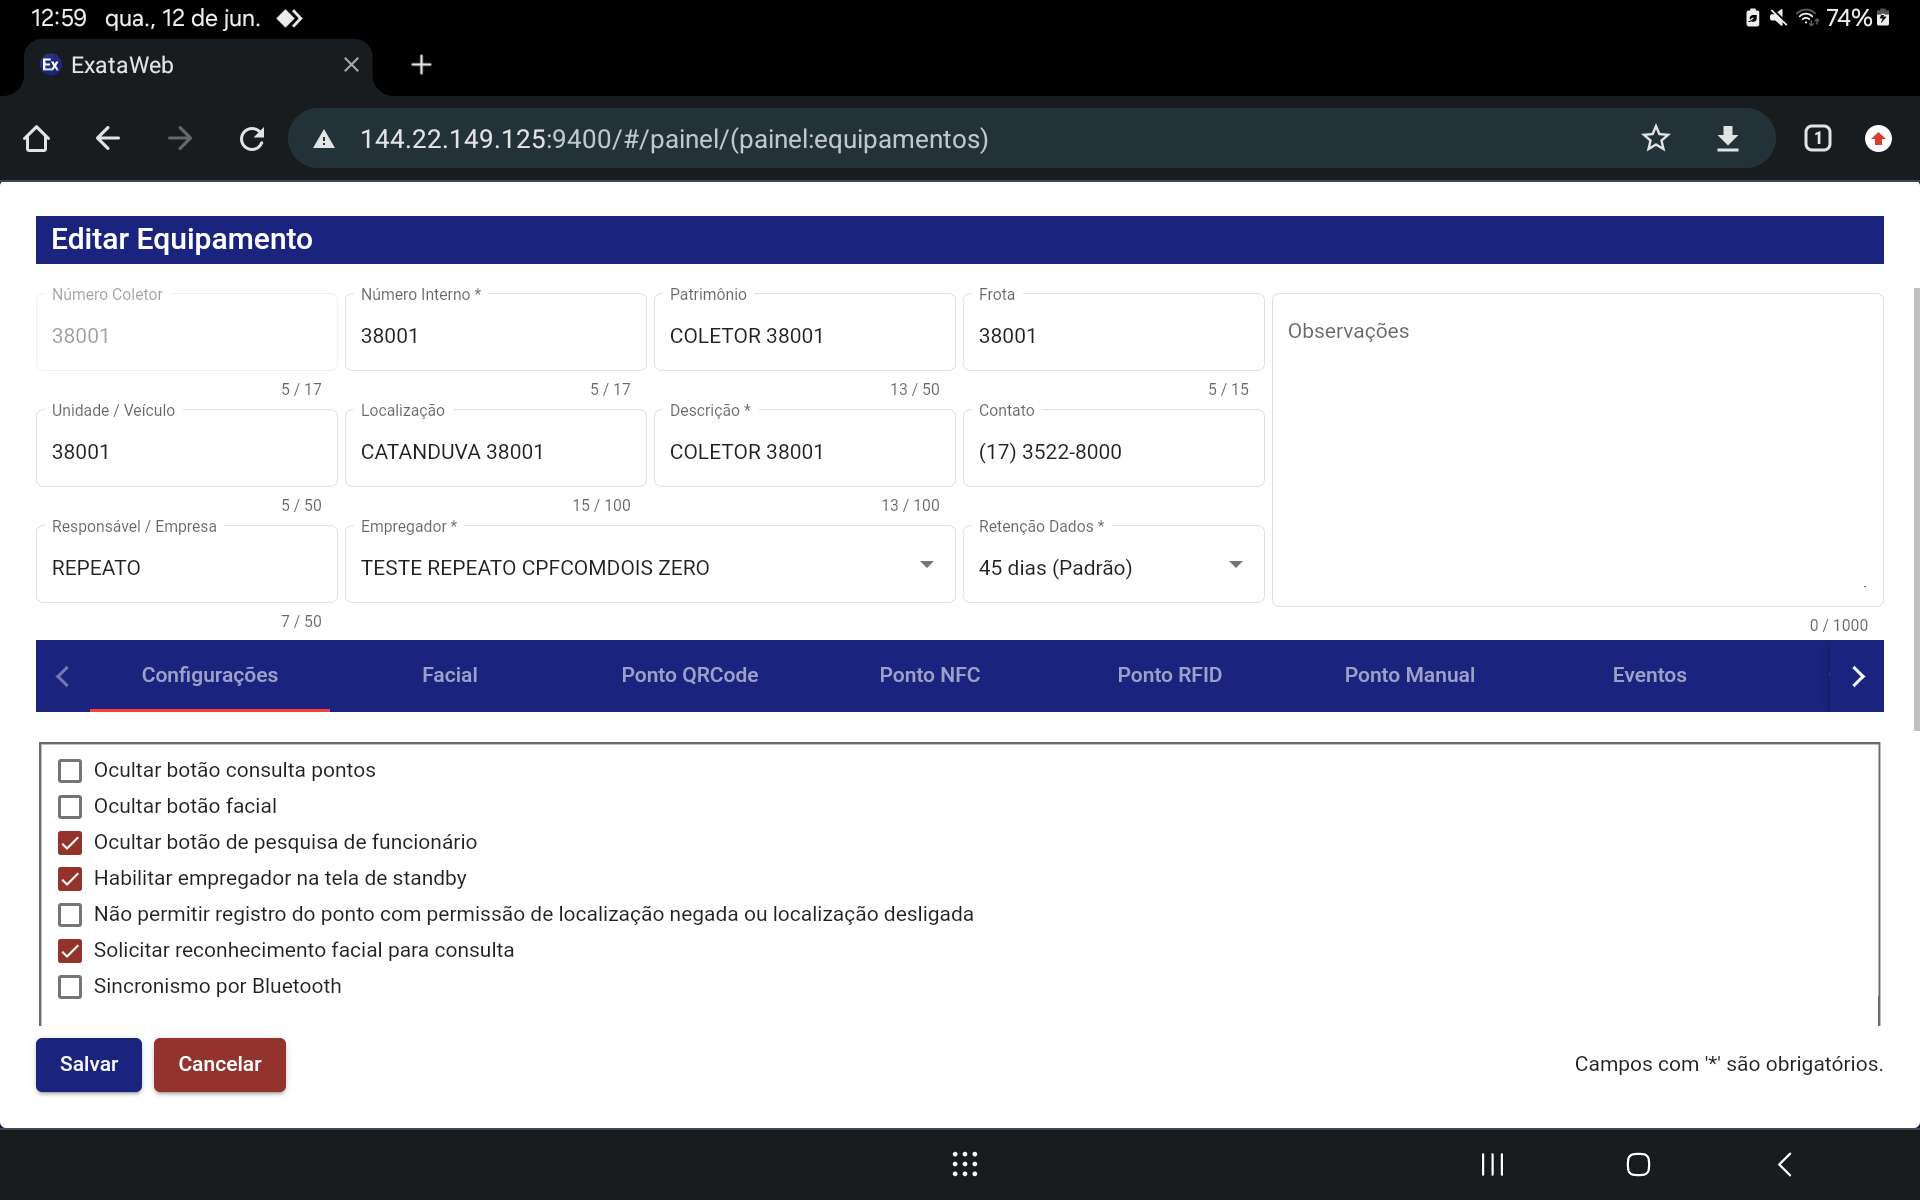 12:59 qua., 12 de jun. 74%
Ex ExataWeb
144.22.149.125:9400/#/painel/(painel:equipamentos) 1
Editar Equipamento
Número Coletor Número Interno * Patrimônio Frota
38001 38001 COLETOR 38001 38001 Observações
5 / 17 5 / 17 13 / 50 5 / 15
Unidade / Veículo Localização Descrição * Contato
38001 CATANDUVA 38001 COLETOR 38001 (17) 3522-8000
5 / 50 15 / 100 13 / 100
Responsável / Empresa Empregador * Retenção Dados *
REPEATO TESTE REPEATO CPFCOMDOIS ZERO 45 dias (Padrão)
7 / 50 0 / 1000
Configurações Facial Ponto QRCode Ponto NFC Ponto RFID Ponto Manual Eventos
Ocultar botão consulta pontos
Ocultar botão facial
Ocultar botão de pesquisa de funcionário
Habilitar empregador na tela de standby
Não permitir registro do ponto com permissão de localização negada ou localização desligada
Solicitar reconhecimento facial para consulta
Sincronismo por Bluetooth
Salvar Cancelar Campos com '*' são obrigatórios.